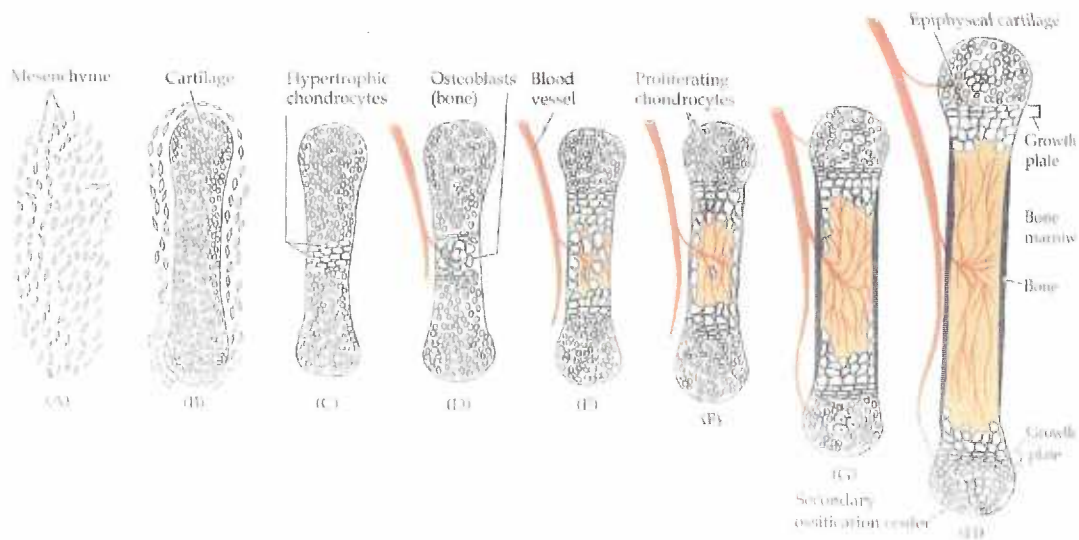 Epiphyseal cartilage
Mesenchyme
Cartilage
Hypertrophic
chondrocytes
Osteoblasts
(bone)
Blood
vessel
Proliferating
chondrocytes
Growth
plate
Bone
marrow
Bone
Growth
plate
(A)
(B)
(C)
(D)
(E)
(F)
(G)
Secondary
ossification center
(H)